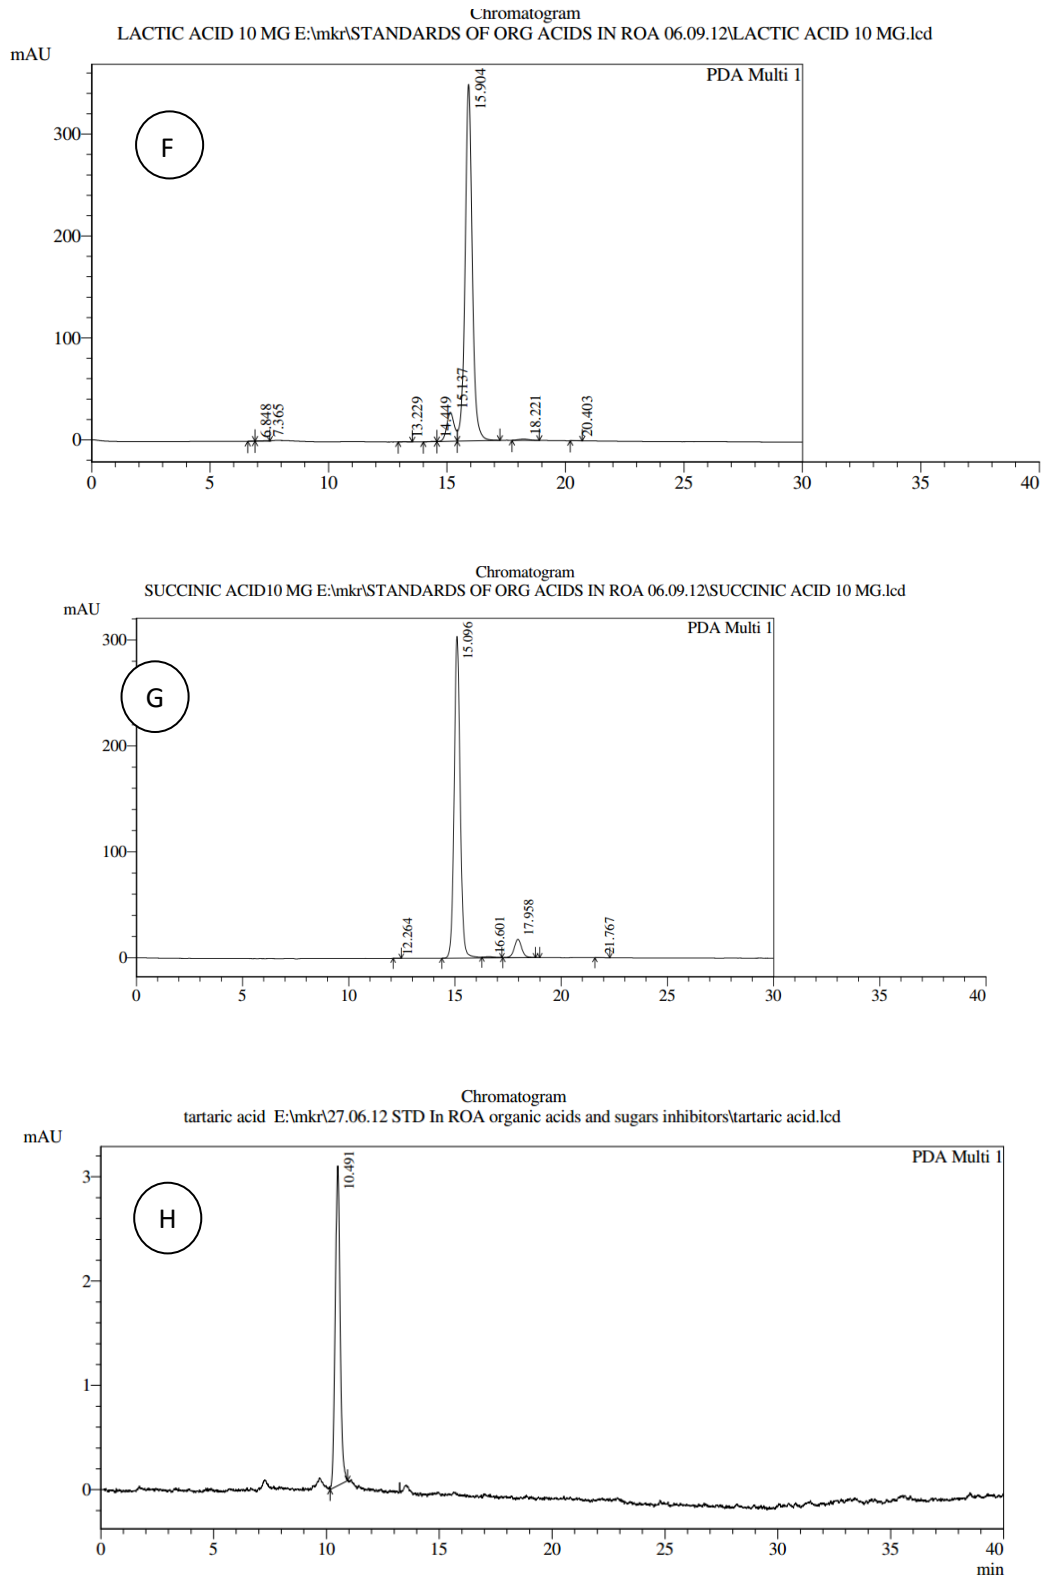 Chromatogram
LACTIC ACID 10 MG E:\mkr\STANDARDS OF ORG ACIDS IN ROA 06.09.12\LACTIC ACID 10 MG.lcd
mAU
PDA Multi 1
F
300
200
100
0
6.848
7.365
13.229
14.449
15.137
15.904
18.221
20.403
0 5 10 15 20 25 30 35 40
Chromatogram
SUCCINIC ACID10 MG E:\mkr\STANDARDS OF ORG ACIDS IN ROA 06.09.12\SUCCINIC ACID 10 MG.lcd
mAU
PDA Multi 1
G
300
200
100
0
12.264
15.096
16.601
17.958
21.767
0 5 10 15 20 25 30 35 40
Chromatogram
tartaric acid E:\mkr\27.06.12 STD In ROA organic acids and sugars inhibitors\tartaric acid.lcd
mAU
PDA Multi 1
H
3
2
1
0
10.491
0 5 10 15 20 25 30 35 40
min